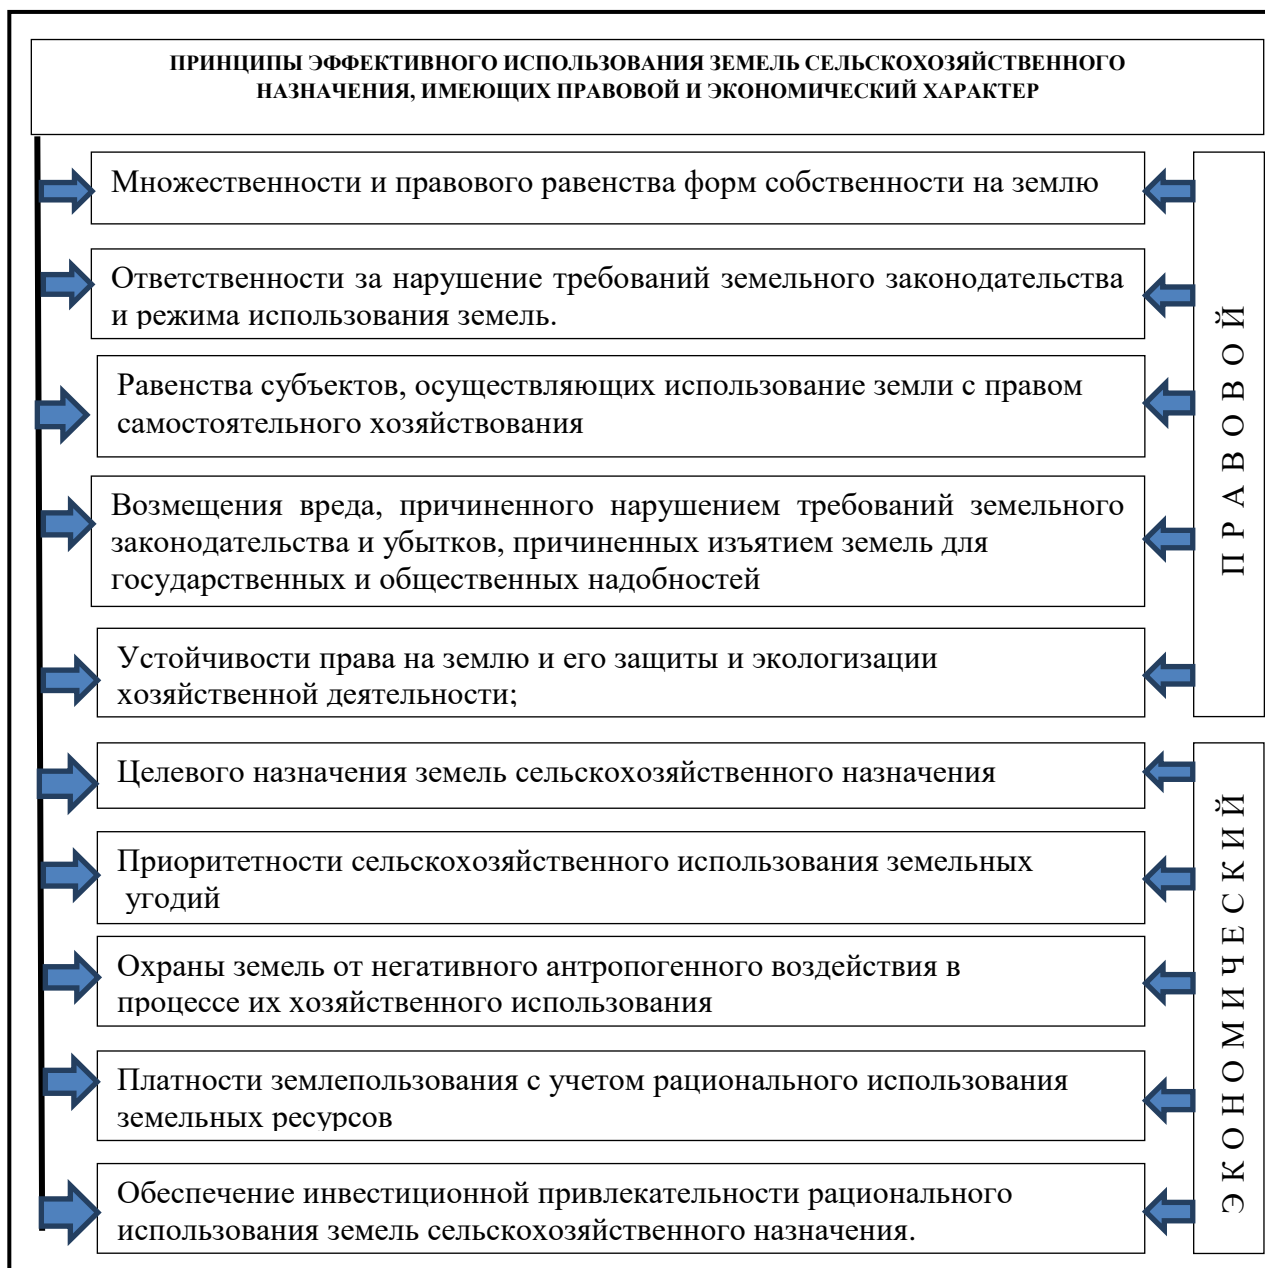 ПРИНЦИПЫ ЭФФЕКТИВНОГО ИСПОЛЬЗОВАНИЯ ЗЕМЕЛЬ СЕЛЬСКОХОЗЯЙСТВЕННОГО
НАЗНАЧЕНИЯ, ИМЕЮЩИХ ПРАВОВОЙ И ЭКОНОМИЧЕСКИЙ ХАРАКТЕР
Множественности и правового равенства форм собственности на землю
Ответственности за нарушение требований земельного законодательства
и режима использования земель.
Равенства субъектов, осуществляющих использование земли с правом
самостоятельного хозяйствования
Возмещения вреда, причиненного нарушением требований земельного
законодательства и убытков, причиненных изъятием земель для
государственных и общественных надобностей
Устойчивости права на землю и его защиты и экологизации
хозяйственной деятельности;
ПРАВОВОЙ
Целевого назначения земель сельскохозяйственного назначения
Приоритетности сельскохозяйственного использования земельных
угодий
Охраны земель от негативного антропогенного воздействия в
процессе их хозяйственного использования
Платности землепользования с учетом рационального использования
земельных ресурсов
Обеспечение инвестиционной привлекательности рационального
использования земель сельскохозяйственного назначения.
ЭКОНОМИЧЕСКИЙ